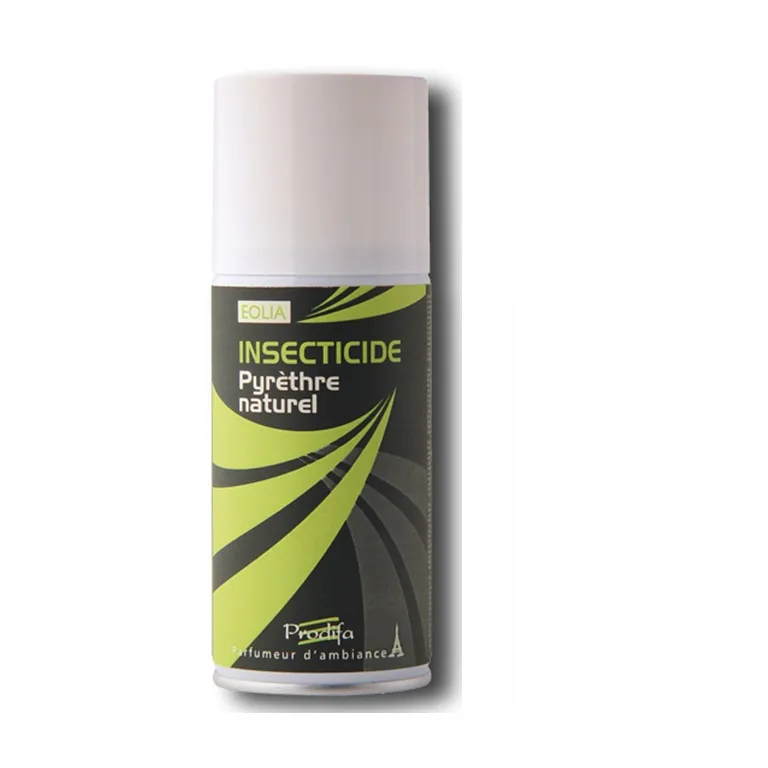 EOLIA
INSECTICIDE
Pyrèthre
naturel
Prodifa
Parfumeur d'ambiance